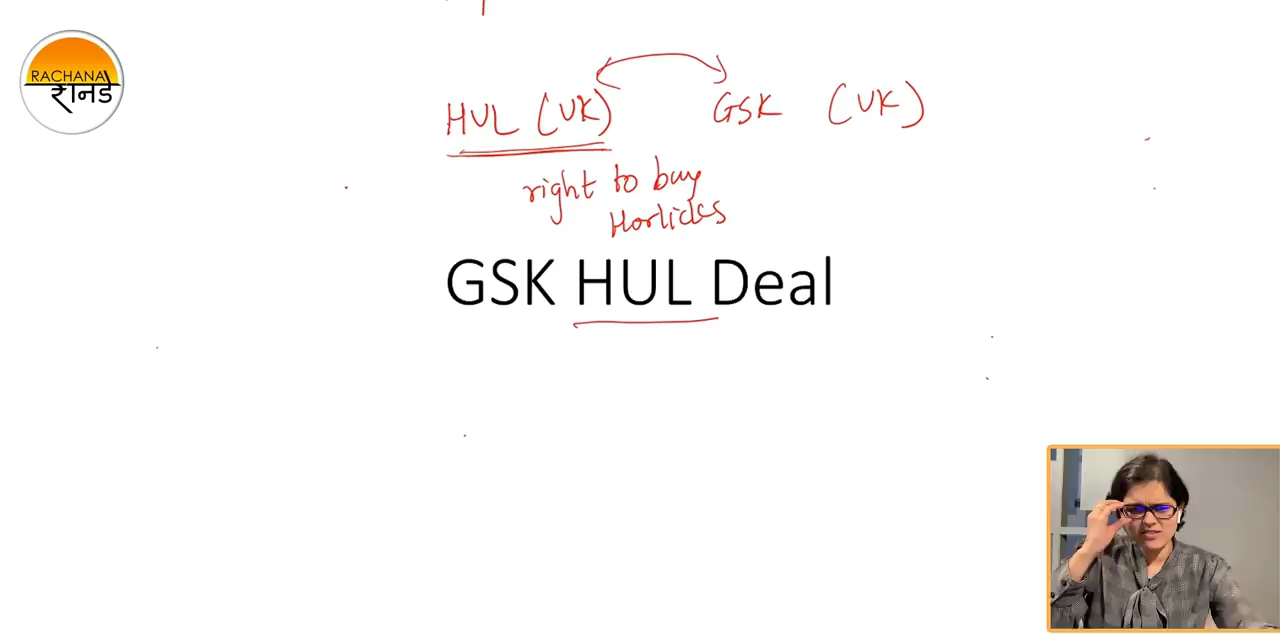 RACHANA
रानडे
HUL (UK) GSK (UK)
right to buy
Horlicks
GSK HUL Deal